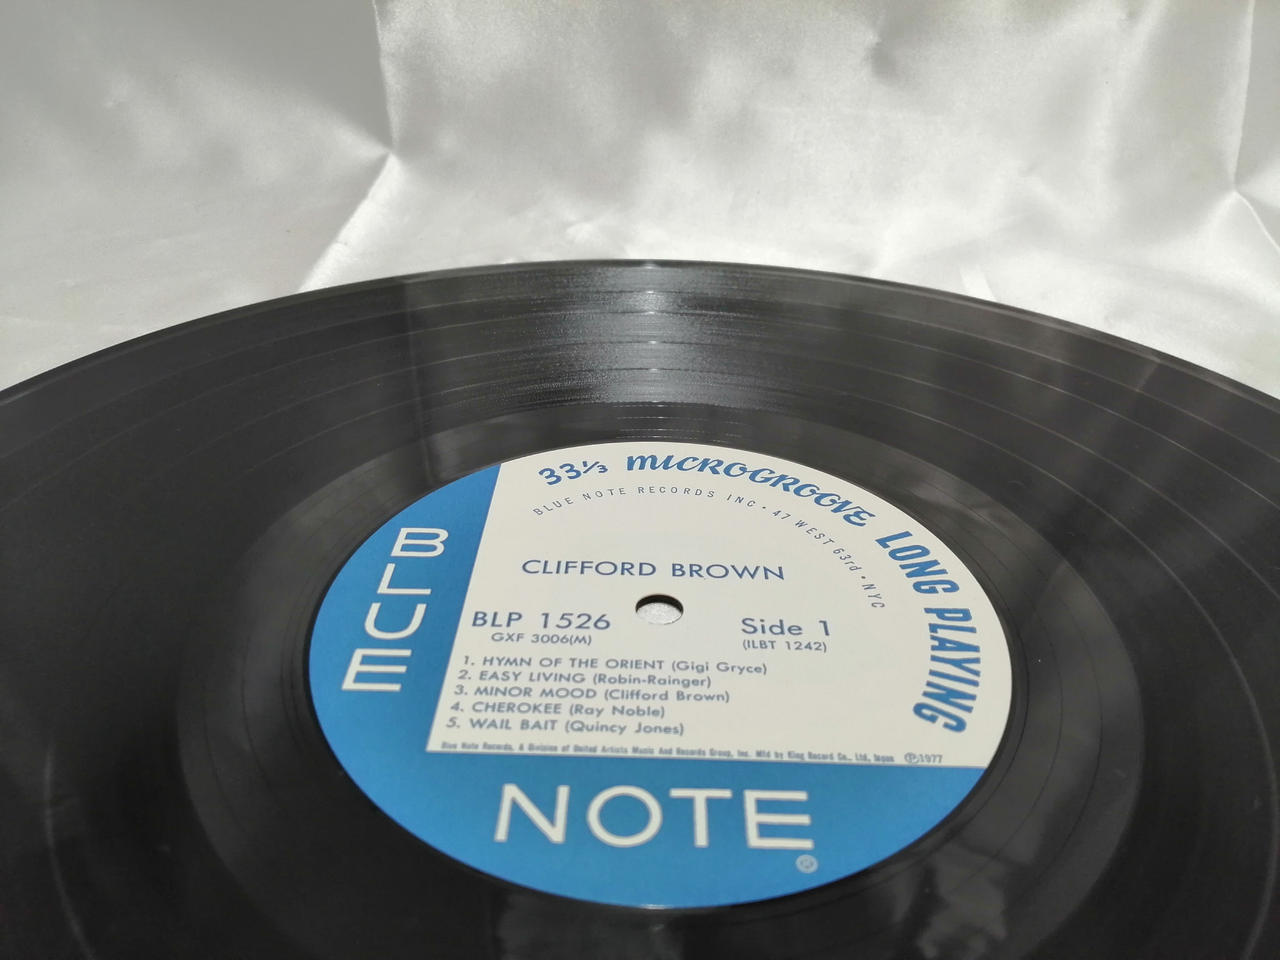 33⅓ MICROGROOVE LONG PLAYING
BLUE NOTE RECORDS INC • 47 WEST 63rd • NYC
CLIFFORD BROWN
BLP 1526
GXF 3006(M)
Side 1
(ILBT 1242)
1. HYMN OF THE ORIENT (Gigi Gryce)
2. EASY LIVING (Robin-Rainger)
3. MINOR MOOD (Clifford Brown)
4. CHEROKEE (Ray Noble)
5. WAIL BAIT (Quincy Jones)
Blue Note Records, A Division of United Artists Music And Records Group, Inc. Mfd by King Record Co., Ltd, Japan ℗1977
BLUE
NOTE®